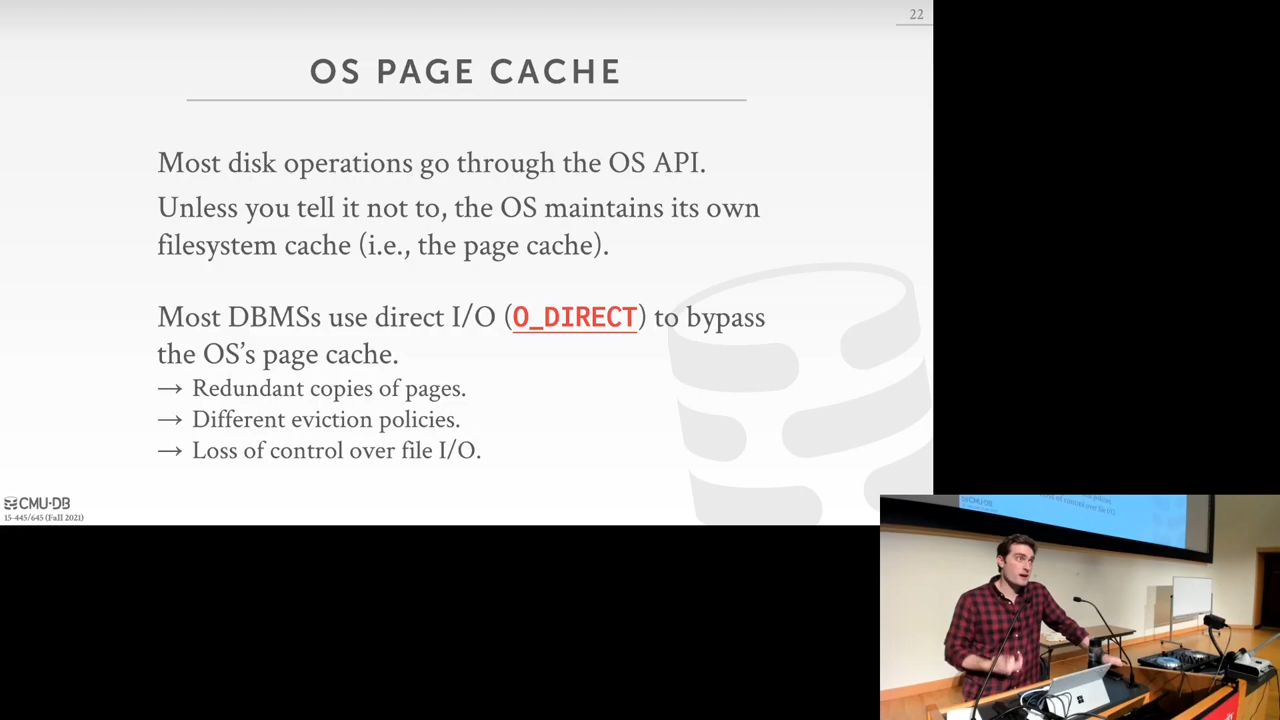 22
OS PAGE CACHE
Most disk operations go through the OS API.
Unless you tell it not to, the OS maintains its own
filesystem cache (i.e., the page cache).
Most DBMSs use direct I/O (O_DIRECT) to bypass
the OS’s page cache.
→ Redundant copies of pages.
→ Different eviction policies.
→ Loss of control over file I/O.
CMU·DB
15-445/645 (Fall 2021)